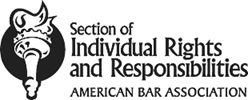 Section of
Individual Rights
and Responsibilities
AMERICAN BAR ASSOCIATION